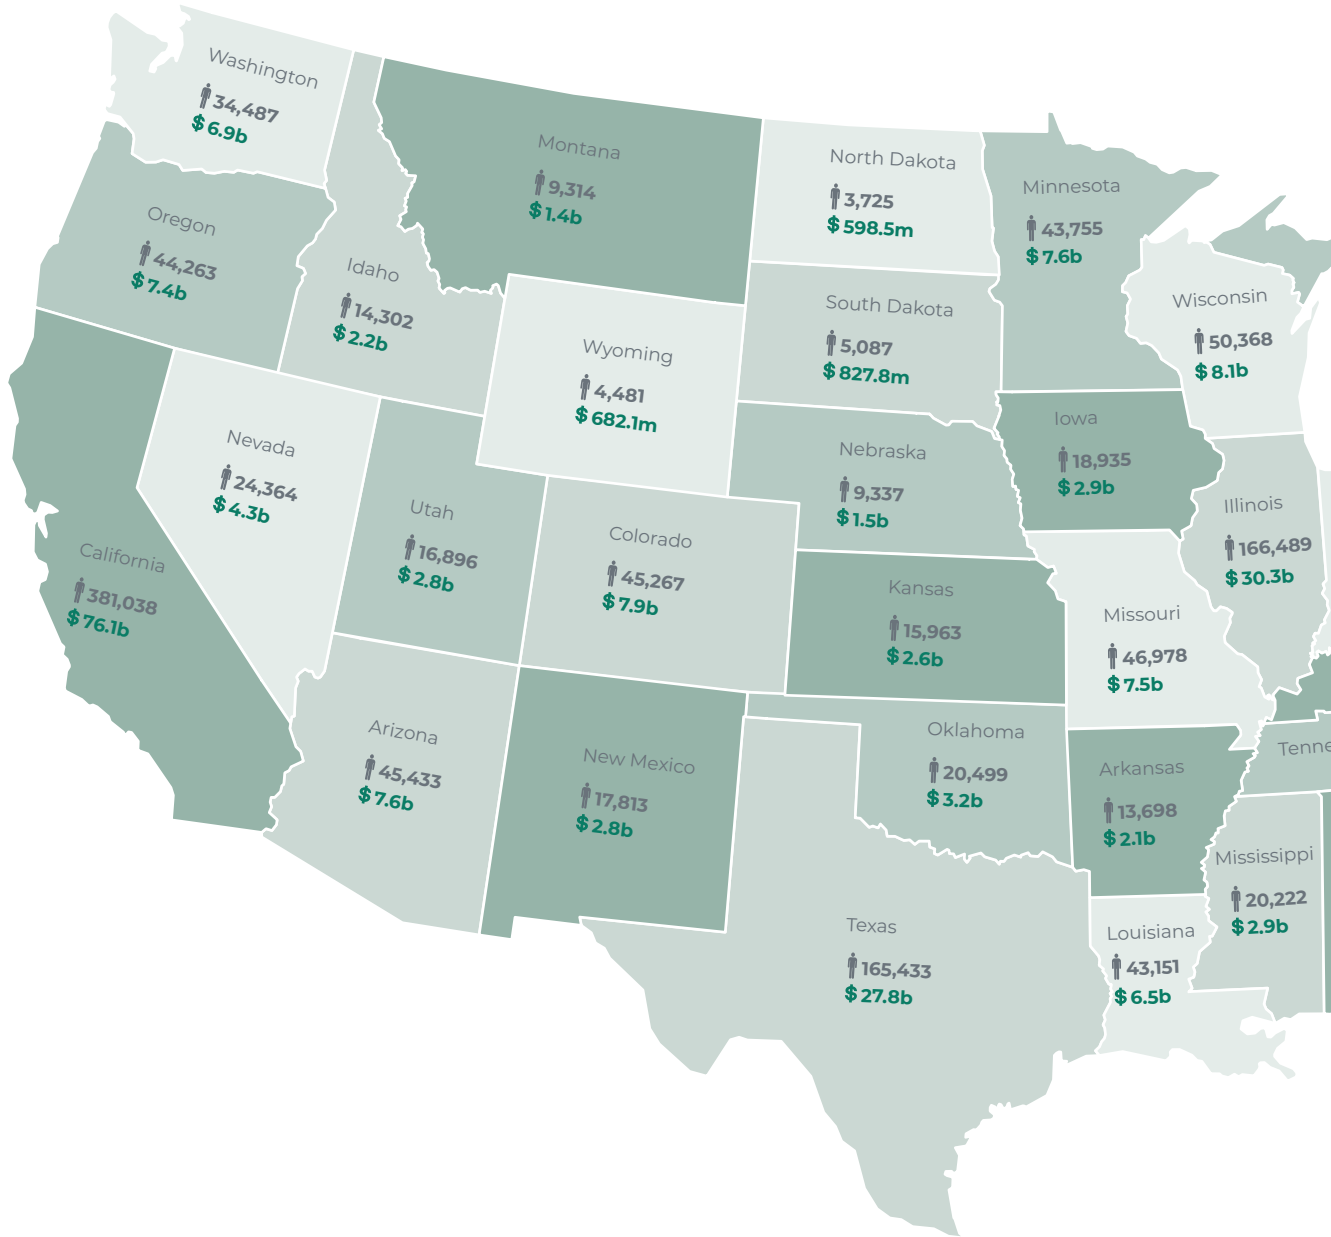 Washington
34,487
$ 6.9b
Montana
9,314
$ 1.4b
North Dakota
3,725
$ 598.5m
Minnesota
43,755
$ 7.6b
Oregon
44,263
$ 7.4b
Idaho
14,302
$ 2.2b
South Dakota
5,087
$ 827.8m
Wisconsin
50,368
$ 8.1b
Wyoming
4,481
$ 682.1m
Nevada
24,364
$ 4.3b
Nebraska
9,337
$ 1.5b
Iowa
18,935
$ 2.9b
Utah
16,896
$ 2.8b
Colorado
45,267
$ 7.9b
Illinois
166,489
$ 30.3b
California
381,038
$ 76.1b
Kansas
15,963
$ 2.6b
Missouri
46,978
$ 7.5b
Arizona
45,433
$ 7.6b
New Mexico
17,813
$ 2.8b
Oklahoma
20,499
$ 3.2b
Arkansas
13,698
$ 2.1b
Tenne
Mississippi
20,222
$ 2.9b
Texas
165,433
$ 27.8b
Louisiana
43,151
$ 6.5b